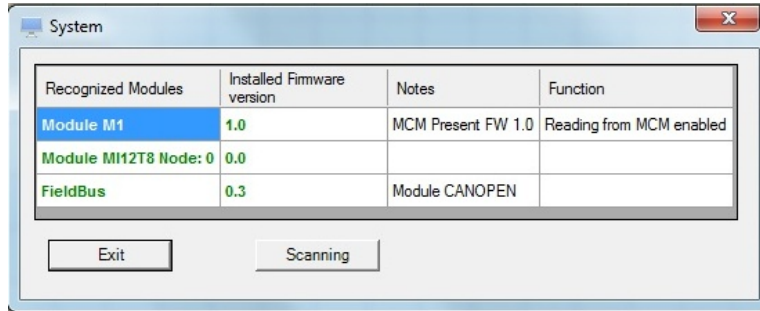 System
x
Recognized Modules Installed Firmware version Notes Function
Module M1 1.0 MCM Present FW 1.0 Reading from MCM enabled
Module MI12T8 Node: 0 0.0
FieldBus 0.3 Module CANOPEN
Exit Scanning